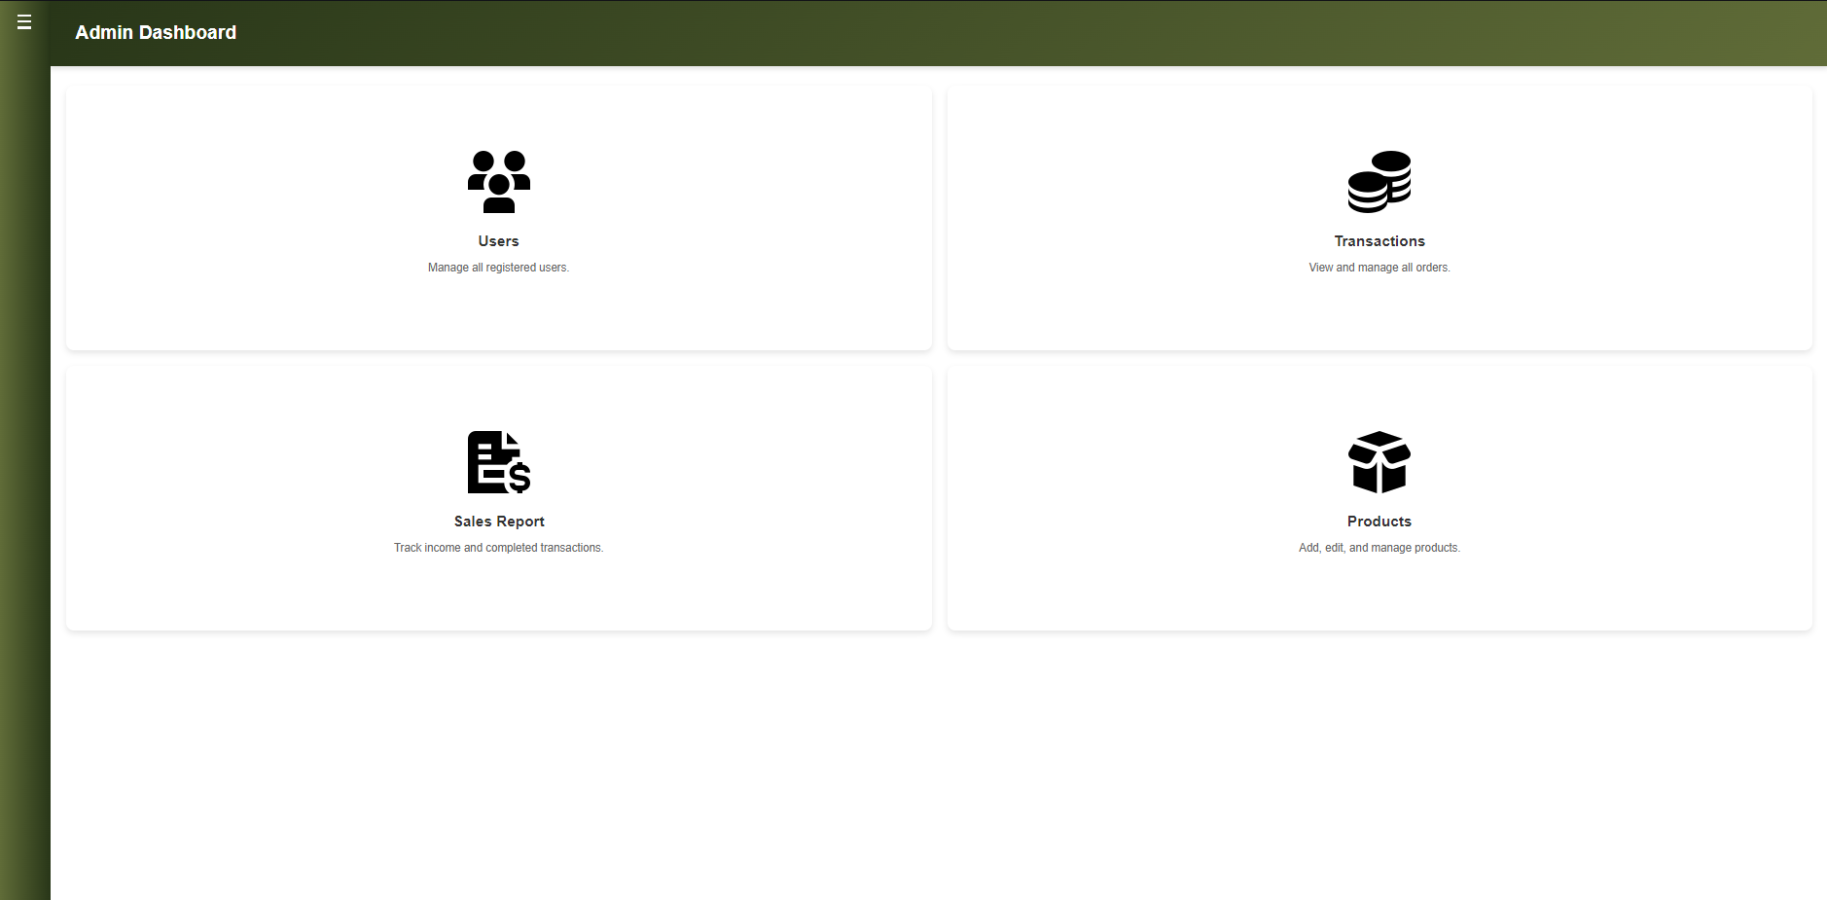 Admin Dashboard
Users
Manage all registered users.
Transactions
View and manage all orders.
Sales Report
Track income and completed transactions.
Products
Add, edit, and manage products.